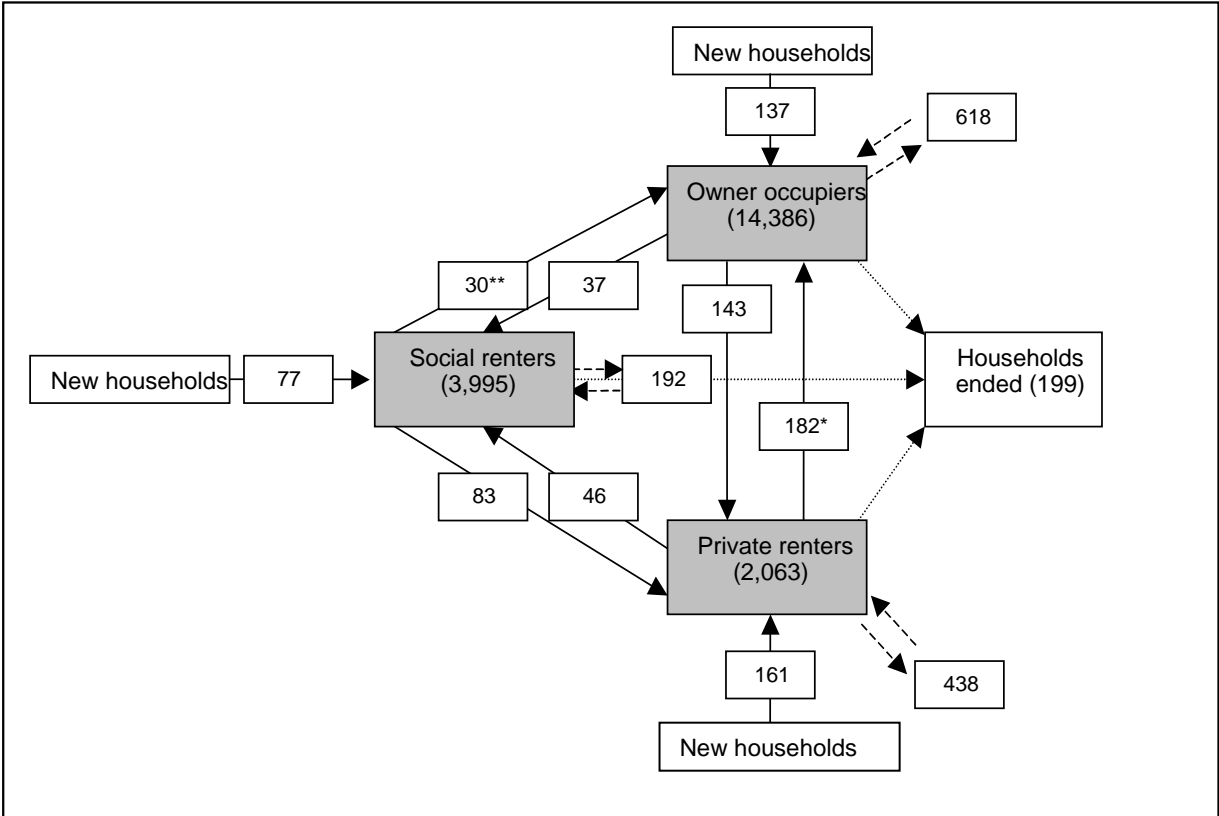 New households
137
618
Owner occupiers
(14,386)
30**
37
143
Social renters
(3,995)
New households
77
192
Households
ended (199)
182*
83
46
Private renters
(2,063)
161
438
New households